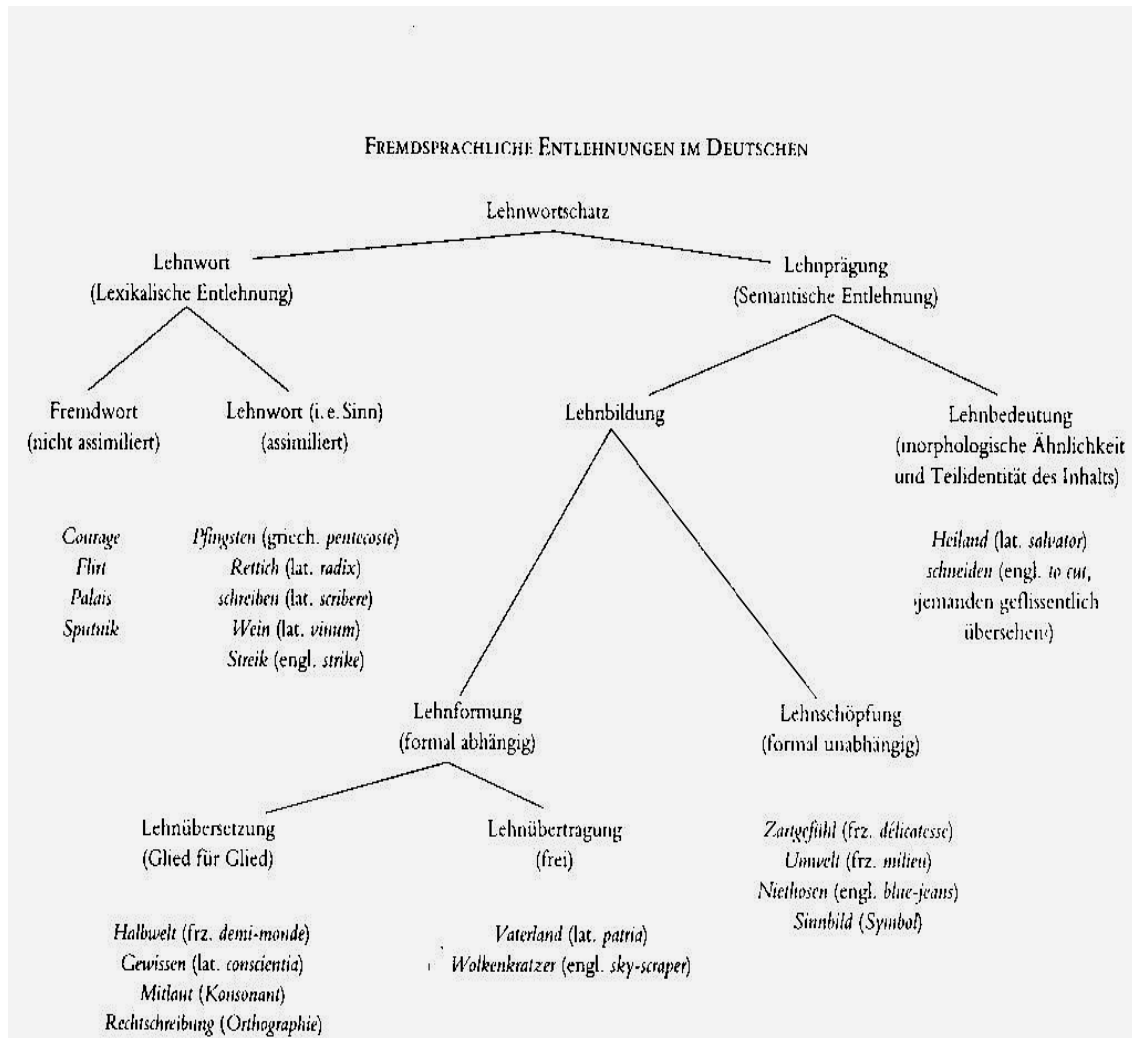 FREMDSPRACHLICHE ENTLEHNUNGEN IM DEUTSCHEN
Lehnwortschatz
Lehnwort
(Lexikalische Entlehnung)
Lehnprägung
(Semantische Entlehnung)
Fremdwort
(nicht assimiliert)
Lehnwort (i. e. Sinn)
(assimiliert)
Lehnbildung
Lehnbedeutung
(morphologische Ähnlichkeit
und Teilidentität des Inhalts)
Courage
Flirt
Palais
Sputnik
Pfingsten (griech. pentecoste)
Rettich (lat. radix)
schreiben (lat. scribere)
Wein (lat. vinum)
Streik (engl. strike)
Heiland (lat. salvator)
schneiden (engl. to cut,
›jemanden geflissentlich
übersehen‹)
Lehnformung
(formal abhängig)
Lehnschöpfung
(formal unabhängig)
Lehnübersetzung
(Glied für Glied)
Lehnübertragung
(frei)
Zartgefühl (frz. délicatesse)
Umwelt (frz. milieu)
Niethosen (engl. blue-jeans)
Sinnbild (Symbol)
Halbwelt (frz. demi-monde)
Gewissen (lat. conscientia)
Mitlaut (Konsonant)
Rechtschreibung (Orthographie)
Vaterland (lat. patria)
Wolkenkratzer (engl. sky-scraper)